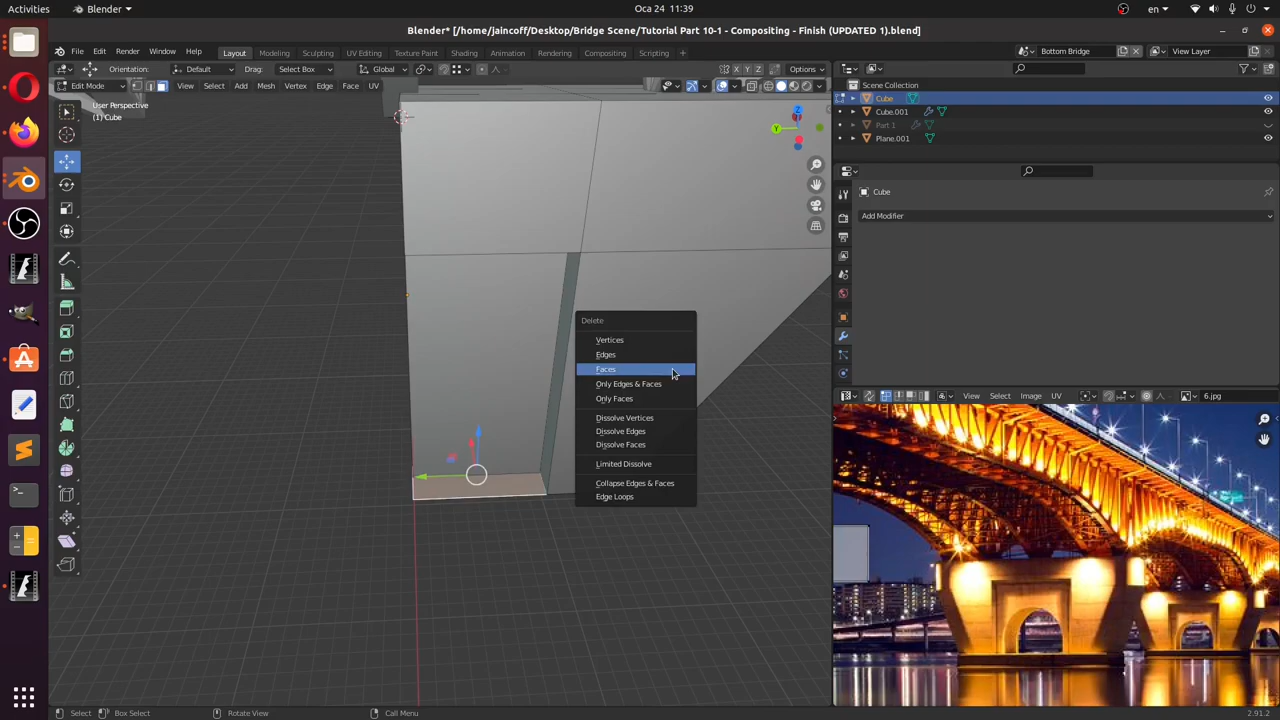 Activities
Blender
Oca 24 11:39
en
Blender* [/home/jaincoff/Desktop/Bridge Scene/Tutorial Part 10-1 - Compositing - Finish (UPDATED 1).blend]
File Edit Render Window Help
Layout Modeling Sculpting UV Editing Texture Paint Shading Animation Rendering Compositing Scripting +
Bottom Bridge
View Layer
Orientation: Default Drag: Select Box
Global
X Y Z
Options
Edit Mode
View Select Add Mesh Vertex Edge Face UV
User Perspective
(1) Cube
Z
Y
Scene Collection
Cube
Cube.001
Part 1
Plane.001
Cube
Add Modifier
Delete
Vertices
Edges
Faces
Only Edges & Faces
Only Faces
Dissolve Vertices
Dissolve Edges
Dissolve Faces
Limited Dissolve
Collapse Edges & Faces
Edge Loops
View Select Image UV
6.jpg
Select
Box Select
Rotate View
Call Menu
2.91.2